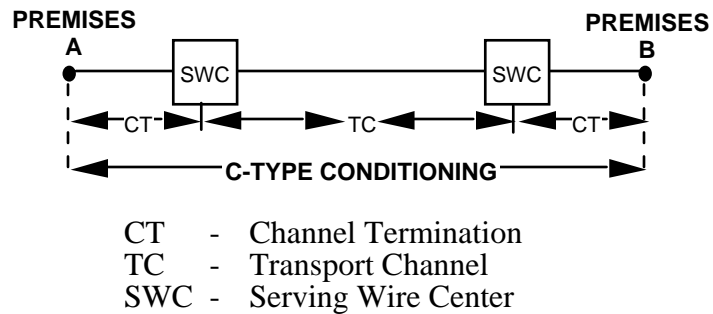 PREMISES A
PREMISES B
SWC
SWC
CT
TC
CT
C-TYPE CONDITIONING
CT - Channel Termination
TC - Transport Channel
SWC - Serving Wire Center